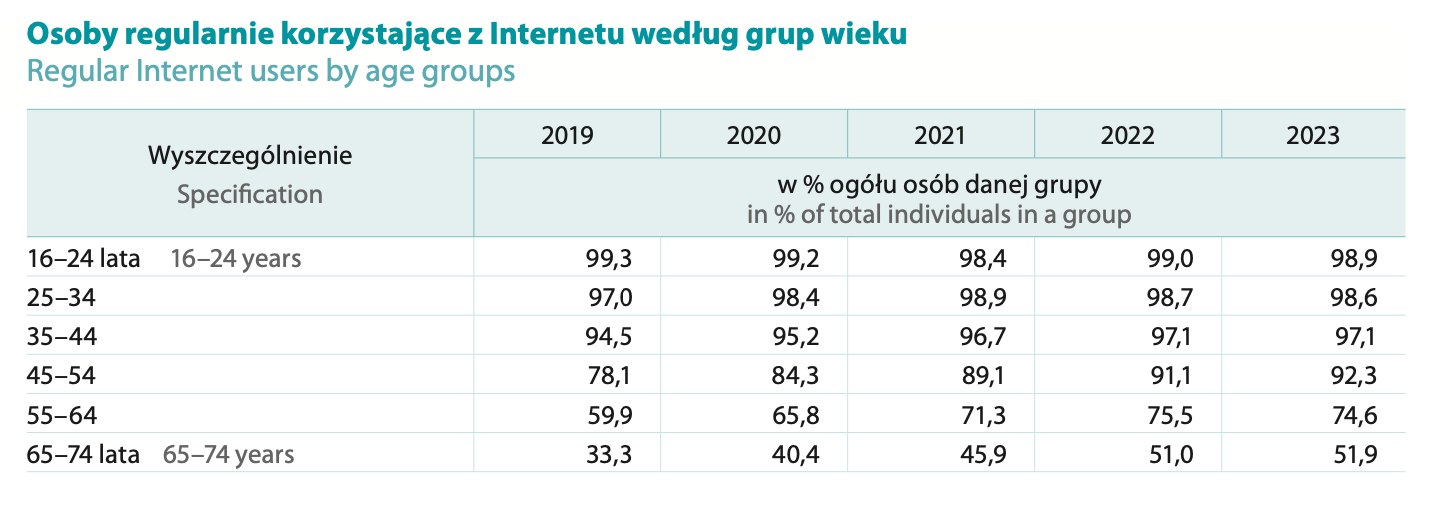 Osoby regularnie korzystające z Internetu według grup wieku
Regular Internet users by age groups
Wyszczególnienie
Specification
2019 2020 2021 2022 2023
w % ogółu osób danej grupy
in % of total individuals in a group
16–24 lata 16–24 years 99,3 99,2 98,4 99,0 98,9
25–34 97,0 98,4 98,9 98,7 98,6
35–44 94,5 95,2 96,7 97,1 97,1
45–54 78,1 84,3 89,1 91,1 92,3
55–64 59,9 65,8 71,3 75,5 74,6
65–74 lata 65–74 years 33,3 40,4 45,9 51,0 51,9